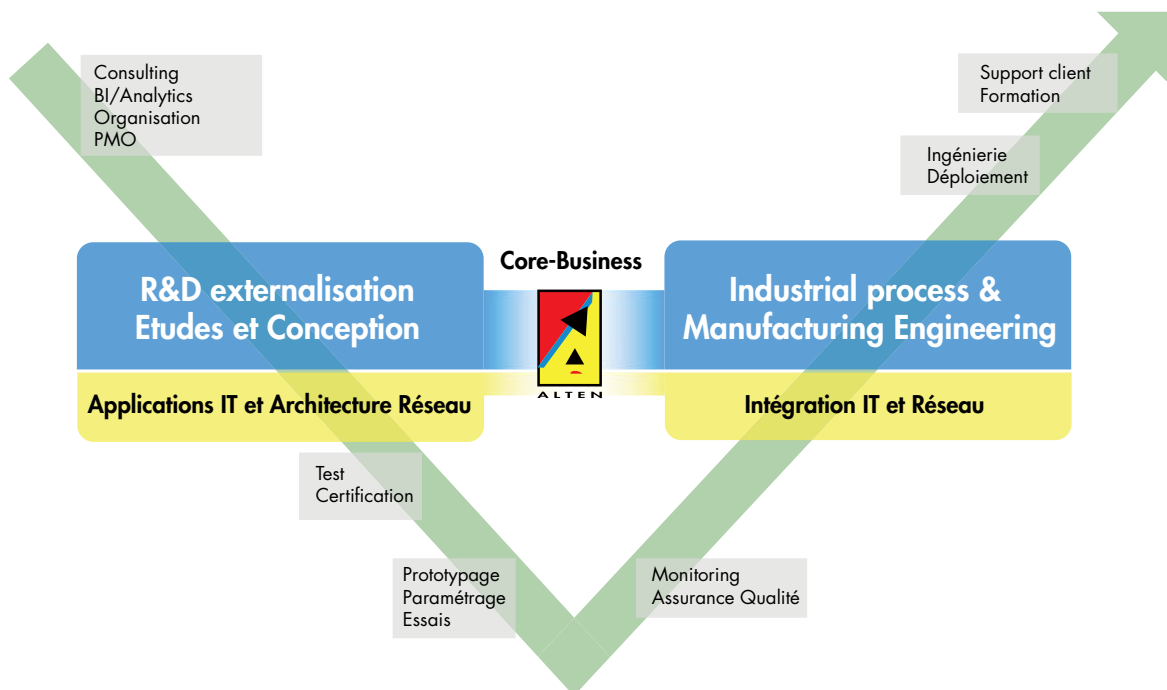 Consulting
BI/Analytics
Organisation
PMO
Support client
Formation
Ingénierie
Déploiement
Core-Business
R&D externalisation
Etudes et Conception
Industrial process &
Manufacturing Engineering
ALTEN
Applications IT et Architecture Réseau
Intégration IT et Réseau
Test
Certification
Prototypage
Paramétrage
Essais
Monitoring
Assurance Qualité